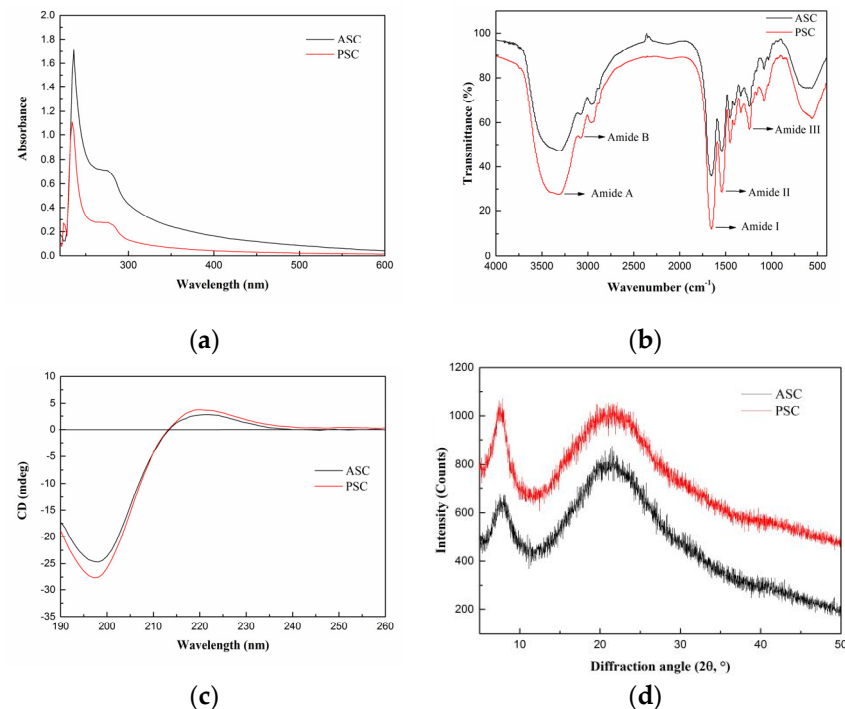 2.0
1.8
1.6
1.4
1.2
1.0
0.8
0.6
0.4
0.2
0.0
Absorbance
ASC
PSC
300
400
500
600
Wavelength (nm)
(a)
100
80
60
40
20
0
Transmittance (%)
ASC
PSC
Amide B
Amide A
Amide III
Amide II
Amide I
4000 3500 3000 2500 2000 1500 1000 500
Wavenumber (cm-1)
(b)
10
5
0
-5
-10
-15
-20
-25
-30
-35
CD (mdeg)
ASC
PSC
190 200 210 220 230 240 250 260
Wavelength (nm)
(c)
1200
1000
800
600
400
200
Intensity (Counts)
ASC
PSC
10 20 30 40 50
Diffraction angle (2θ, °)
(d)